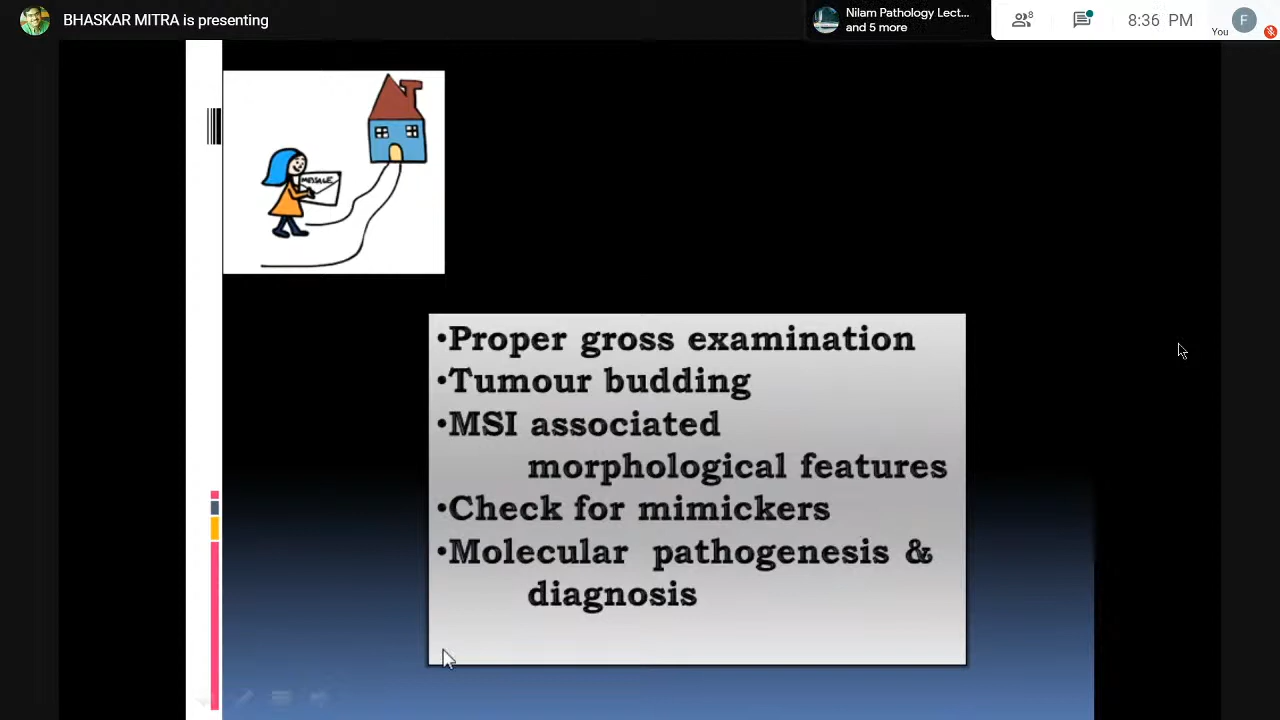 BHASKAR MITRA is presenting
Nilam Pathology Lect...
and 5 more
8
8:36 PM
You
F
MESSAGE
•Proper gross examination
•Tumour budding
•MSI associated
morphological features
•Check for mimickers
•Molecular pathogenesis &
diagnosis